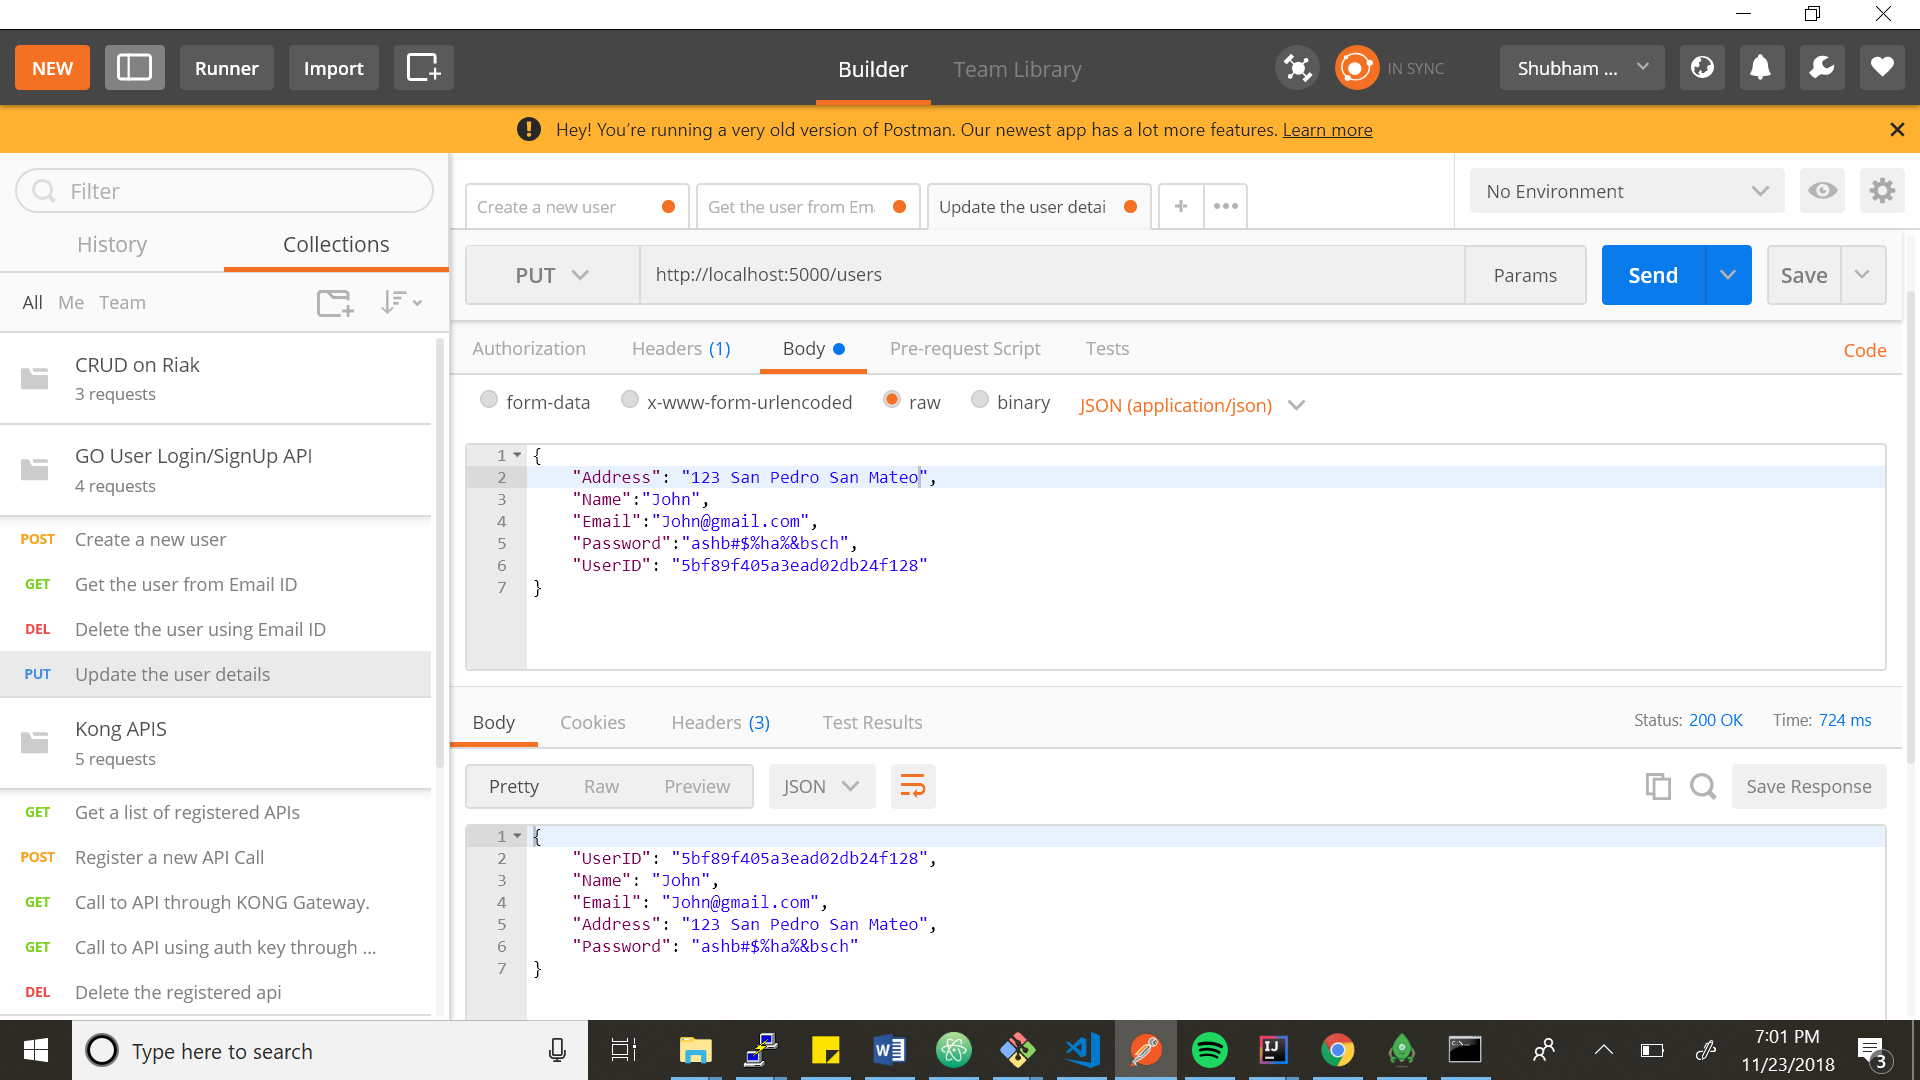 NEW
Runner
Import
Builder
Team Library
IN SYNC
Shubham ...
Hey! You're running a very old version of Postman. Our newest app has a lot more features. Learn more
Filter
History
Collections
All Me Team
CRUD on Riak
3 requests
GO User Login/SignUp API
4 requests
POST Create a new user
GET Get the user from Email ID
DEL Delete the user using Email ID
PUT Update the user details
Kong APIS
5 requests
GET Get a list of registered APIs
POST Register a new API Call
GET Call to API through KONG Gateway.
GET Call to API using auth key through ...
DEL Delete the registered api
Create a new user
Get the user from Em
Update the user detai
No Environment
PUT
http://localhost:5000/users
Params
Send
Save
Authorization
Headers (1)
Body
Pre-request Script
Tests
Code
form-data
x-www-form-urlencoded
raw
binary
JSON (application/json)
1 {
2 "Address": "123 San Pedro San Mateo",
3 "Name":"John",
4 "Email":"John@gmail.com",
5 "Password":"ashb#$%ha%&bsch",
6 "UserID": "5bf89f405a3ead02db24f128"
7 }
Body
Cookies
Headers (3)
Test Results
Status: 200 OK
Time: 724 ms
Pretty
Raw
Preview
JSON
Save Response
1 {
2 "UserID": "5bf89f405a3ead02db24f128",
3 "Name": "John",
4 "Email": "John@gmail.com",
5 "Address": "123 San Pedro San Mateo",
6 "Password": "ashb#$%ha%&bsch"
7 }
Type here to search
7:01 PM
11/23/2018
3